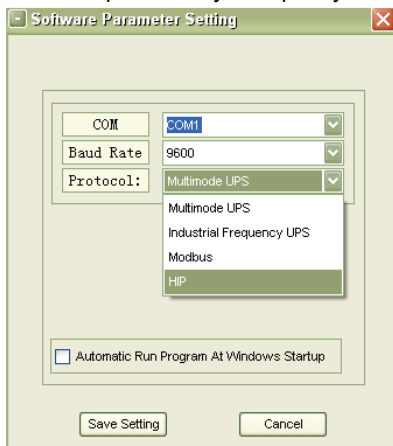 Software Parameter Setting
COM COM1
Baud Rate 9600
Protocol: Multimode UPS
Multimode UPS
Industrial Frequency UPS
Modbus
HIP
Automatic Run Program At Windows Startup
Save Setting Cancel